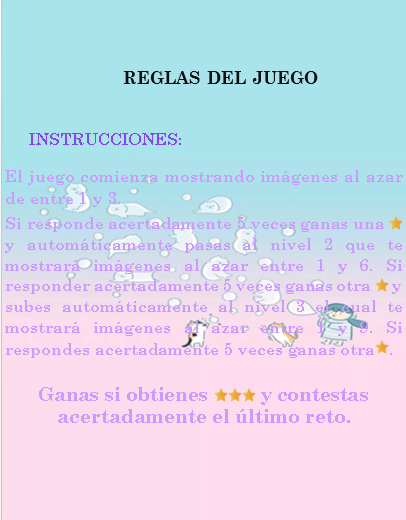 REGLAS DEL JUEGO
INSTRUCCIONES:
El juego comienza mostrando imágenes al azar
de entre 1 y 3.
Si responde acertadamente 5 veces ganas una
y automáticamente pasas al nivel 2 que te
mostrará imágenes al azar entre 1 y 6. Si
responder acertadamente 5 veces ganas otra y
subes automáticamente al nivel 3 el cual te
mostrará imágenes al azar entre 1 y 9. Si
respondes acertadamente 5 veces ganas otra .
Ganas si obtienes y contestas
acertadamente el último reto.